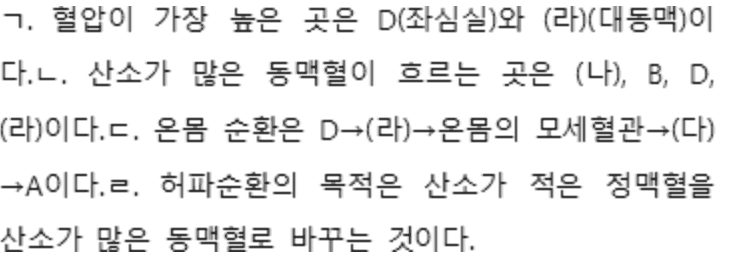 ㄱ. 혈압이 가장 높은 곳은 D(좌심실)와 (라)(대동맥)이
다.ㄴ. 산소가 많은 동맥혈이 흐르는 곳은 (나), B, D,
(라)이다.ㄷ. 온몸 순환은 D→(라)→온몸의 모세혈관→(다)
→A이다.ㄹ. 허파순환의 목적은 산소가 적은 정맥혈을
산소가 많은 동맥혈로 바꾸는 것이다.